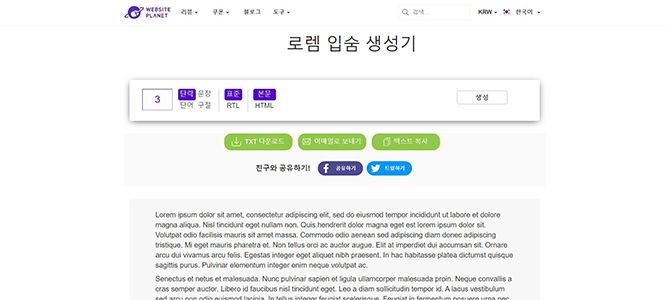 WEBSITE
PLANET
리뷰
쿠폰
블로그
도구
검색...
KRW
한국어
로렘 입숨 생성기
3
단락 문장
단어 구절
표준
RTL
본문
HTML
생성
TXT 다운로드
이메일로 보내기
텍스트 복사
친구와 공유하기!
공유하기
트윗하기
Lorem ipsum dolor sit amet, consectetur adipiscing elit, sed do eiusmod tempor incididunt ut labore et dolore
magna aliqua. Nisl tincidunt eget nullam non. Quis hendrerit dolor magna eget est lorem ipsum dolor sit.
Volutpat odio facilisis mauris sit amet massa. Commodo odio aenean sed adipiscing diam donec adipiscing
tristique. Mi eget mauris pharetra et. Non tellus orci ac auctor augue. Elit at imperdiet dui accumsan sit. Ornare
arcu dui vivamus arcu felis. Egestas integer eget aliquet nibh praesent. In hac habitasse platea dictumst quisque
sagittis purus. Pulvinar elementum integer enim neque volutpat ac.
Senectus et netus et malesuada. Nunc pulvinar sapien et ligula ullamcorper malesuada proin. Neque convallis a
cras semper auctor. Libero id faucibus nisl tincidunt eget. Leo a diam sollicitudin tempor id. A lacus vestibulum
sed arcu non odio euismod lacinia. In tellus integer feugiat scelerisque. Feugiat in fermentum posuere urna nec